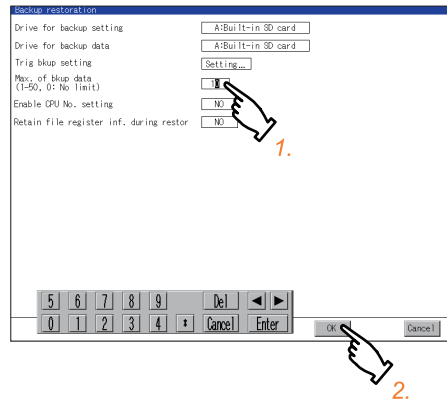 Backup restoration
Drive for backup setting A:Built-in SD card
Drive for backup data A:Built-in SD card
Trig bkup setting Setting...
Max. of bkup data
(1-50, 0: No limit) 10
Enable CPU No. setting NO
Retain file register inf. during restor NO
1.
5 6 7 8 9 Del ◀ ▶
0 1 2 3 4 Cancel Enter
OK Cancel
2.